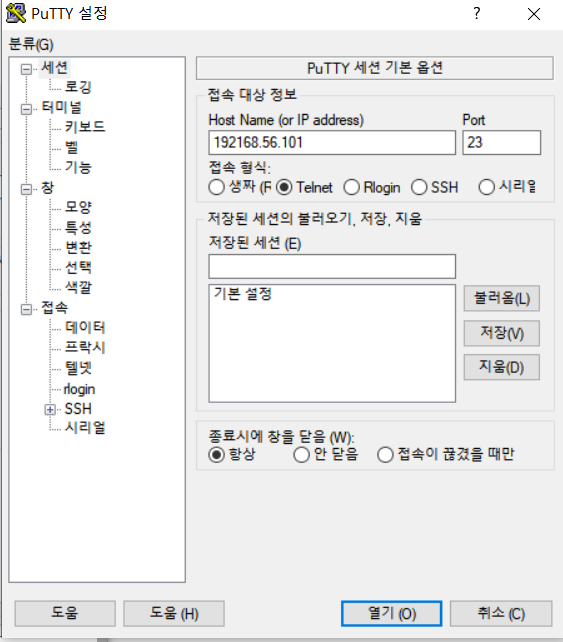 PuTTY 설정
?
분류(G)
세션
로깅
터미널
키보드
벨
기능
창
모양
특성
변환
선택
색깔
접속
데이터
프락시
텔넷
rlogin
SSH
시리얼
PuTTY 세션 기본 옵션
접속 대상 정보
Host Name (or IP address) Port
192168.56.101 23
접속 형식:
생짜 (R Telnet Rlogin SSH 시리얼
저장된 세션의 불러오기, 저장, 지움
저장된 세션 (E)
기본 설정
불러옴(L)
저장(V)
지움(D)
종료시에 창을 닫음 (W):
항상 안 닫음 접속이 끊겼을 때만
도움 도움 (H) 열기 (O) 취소 (C)